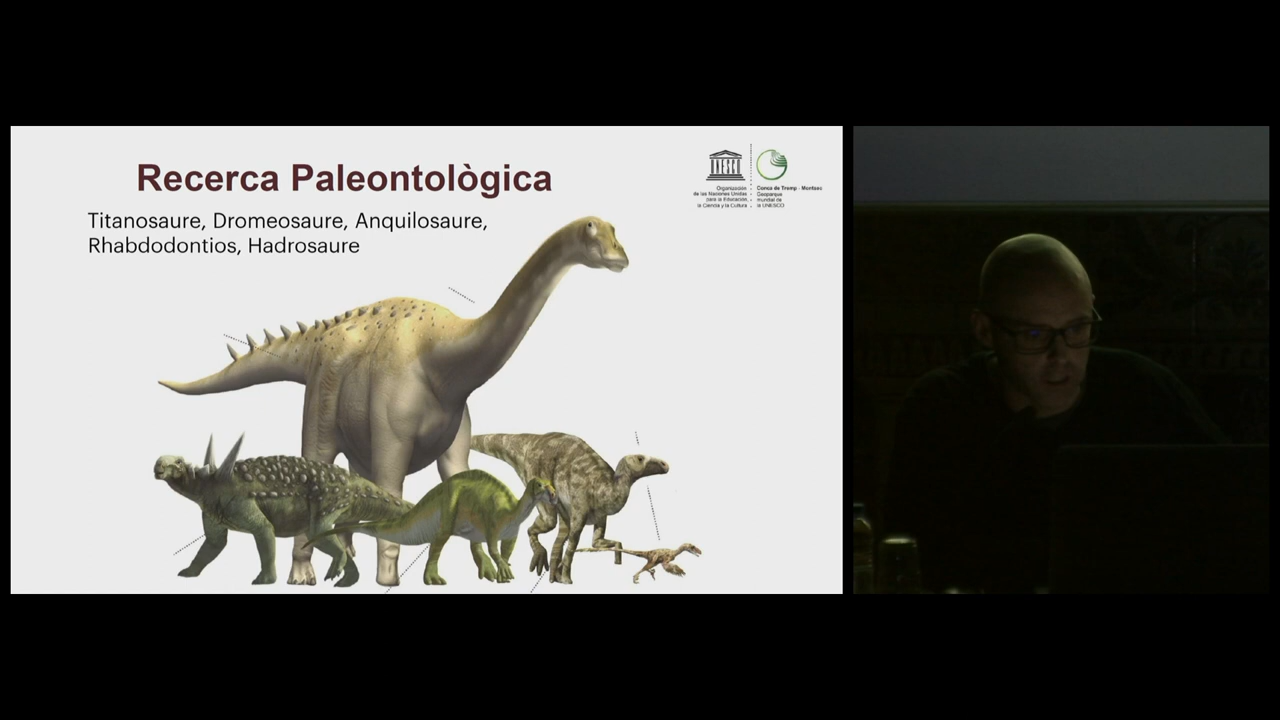 Recerca Paleontològica
Titanosaure, Dromeosaure, Anquilosaure,
Rhabdodontios, Hadrosaure
UNESCO
Organización
de las Naciones Unidas
para la Educación,
la Ciencia y la Cultura
Conca de Tremp - Montsec
Geoparque
mundial de
la UNESCO